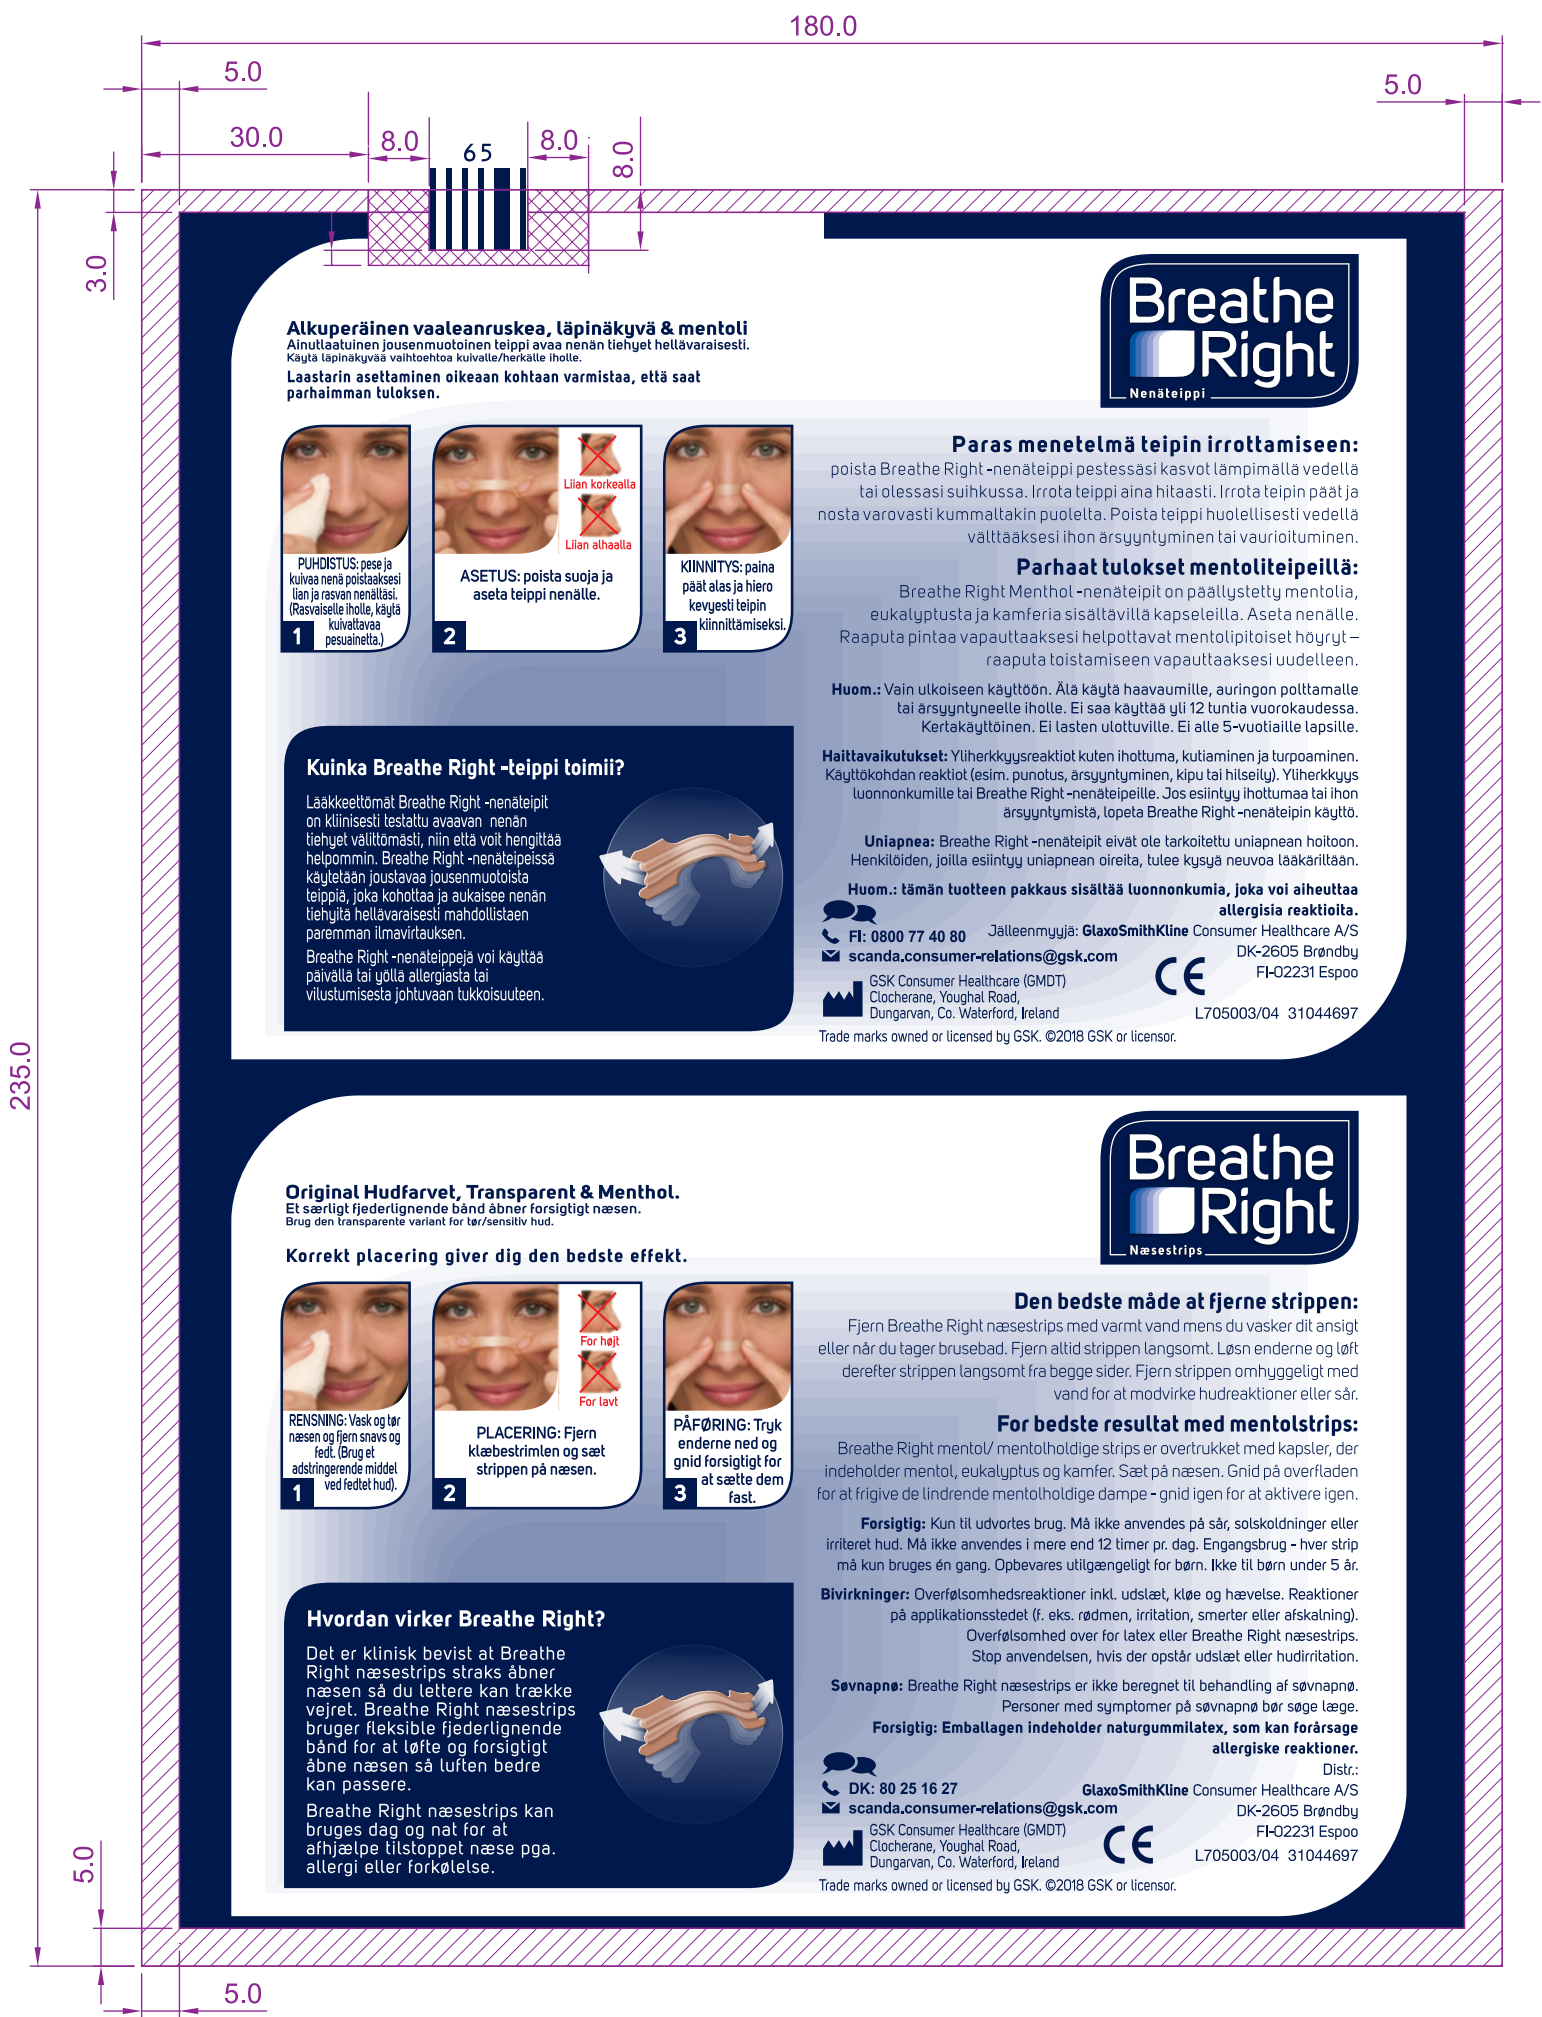 180.0
5.0
5.0
30.0
8.0
65
8.0
8.0
3.0
235.0
Breathe
Right
Nenäteippi
Alkuperäinen vaaleanruskea, läpinäkyvä & mentoli
Ainutlaatuinen jousenmuotoinen teippi avaa nenän tiehyet hellävaraisesti.
Käytä läpinäkyvää vaihtoehtoa kuivalle/herkälle iholle.
Laastarin asettaminen oikeaan kohtaan varmistaa, että saat
parhaimman tuloksen.
PUHDISTUS: pese ja
kuivaa nenä poistaaksesi
lian ja rasvan nenältäsi.
(Rasvaiselle iholle, käytä
kuivattavaa
pesuainetta.)
1
Liian korkealla
Liian alhaalla
ASETUS: poista suoja ja
aseta teippi nenälle.
2
KIINNITYS: paina
päät alas ja hiero
kevyesti teipin
kiinnittämiseksi.
3
Kuinka Breathe Right -teippi toimii?
Lääkkeettömät Breathe Right -nenäteipit
on kliinisesti testattu avaavan nenän
tiehyet välittömästi, niin että voit hengittää
helpommin. Breathe Right -nenäteipeissä
käytetään joustavaa jousenmuotoista
teippiä, joka kohottaa ja aukaisee nenän
tiehyitä hellävaraisesti mahdollistaen
paremman ilmavirtauksen.
Breathe Right -nenäteippejä voi käyttää
päivällä tai yöllä allergiasta tai
vilustumisesta johtuvaan tukkoisuuteen.
Paras menetelmä teipin irrottamiseen:
poista Breathe Right -nenäteippi pestessäsi kasvot lämpimällä vedellä
tai olessasi suihkussa. Irrota teippi aina hitaasti. Irrota teipin päät ja
nosta varovasti kummaltakin puolelta. Poista teippi huolellisesti vedellä
välttääksesi ihon ärsyyntyminen tai vaurioituminen.
Parhaat tulokset mentoliteipeillä:
Breathe Right Menthol -nenäteipit on päällystetty mentolia,
eukalyptusta ja kamferia sisältävillä kapseleilla. Aseta nenälle.
Raaputa pintaa vapauttaaksesi helpottavat mentolipitoiset höyryt –
raaputa toistamiseen vapauttaaksesi uudelleen.
Huom.: Vain ulkoiseen käyttöön. Älä käytä haavaumille, auringon polttamalle
tai ärsyyntyneelle iholle. Ei saa käyttää yli 12 tuntia vuorokaudessa.
Kertakäyttöinen. Ei lasten ulottuville. Ei alle 5-vuotiaille lapsille.
Haittavaikutukset: Yliherkkyysreaktiot kuten ihottuma, kutiaminen ja turpoaminen.
Käyttökohdan reaktiot (esim. punotus, ärsyyntyminen, kipu tai hilseily). Yliherkkyys
luonnonkumille tai Breathe Right -nenäteipeille. Jos esiintyy ihottumaa tai ihon
ärsyyntymistä, lopeta Breathe Right -nenäteipin käyttö.
Uniapnea: Breathe Right -nenäteipit eivät ole tarkoitettu uniapnean hoitoon.
Henkilöiden, joilla esiintyy uniapnean oireita, tulee kysyä neuvoa lääkäriltään.
Huom.: tämän tuotteen pakkaus sisältää luonnonkumia, joka voi aiheuttaa
allergisia reaktioita.
FI: 0800 77 40 80
scanda.consumer-relations@gsk.com
Jälleenmyyjä: GlaxoSmithKline Consumer Healthcare A/S
DK-2605 Brøndby
FI-02231 Espoo
GSK Consumer Healthcare (GMDT)
Clocherane, Youghal Road,
Dungarvan, Co. Waterford, Ireland
CE
L705003/04 31044697
Trade marks owned or licensed by GSK. ©2018 GSK or licensor.
Breathe
Right
Næsestrips
Original Hudfarvet, Transparent & Menthol.
Et særligt fjederlignende bånd åbner forsigtigt næsen.
Brug den transparente variant for tør/sensitiv hud.
Korrekt placering giver dig den bedste effekt.
RENSNING: Vask og tør
næsen og fjern snavs og
fedt. (Brug et
adstringerende middel
ved fedtet hud).
1
For højt
For lavt
PLACERING: Fjern
klæbestrimlen og sæt
strippen på næsen.
2
PÅFØRING: Tryk
enderne ned og
gnid forsigtigt for
at sætte dem
fast.
3
Hvordan virker Breathe Right?
Det er klinisk bevist at Breathe
Right næsestrips straks åbner
næsen så du lettere kan trække
vejret. Breathe Right næsestrips
bruger fleksible fjederlignende
bånd for at løfte og forsigtigt
åbne næsen så luften bedre
kan passere.
Breathe Right næsestrips kan
bruges dag og nat for at
afhjælpe tilstoppet næse pga.
allergi eller forkølelse.
Den bedste måde at fjerne strippen:
Fjern Breathe Right næsestrips med varmt vand mens du vasker dit ansigt
eller når du tager brusebad. Fjern altid strippen langsomt. Løsn enderne og løft
derefter strippen langsomt fra begge sider. Fjern strippen omhyggeligt med
vand for at modvirke hudreaktioner eller sår.
For bedste resultat med mentolstrips:
Breathe Right mentol/ mentolholdige strips er overtrukket med kapsler, der
indeholder mentol, eukalyptus og kamfer. Sæt på næsen. Gnid på overfladen
for at frigive de lindrende mentolholdige dampe - gnid igen for at aktivere igen.
Forsigtig: Kun til udvortes brug. Må ikke anvendes på sår, solskoldninger eller
irriteret hud. Må ikke anvendes i mere end 12 timer pr. dag. Engangsbrug - hver strip
må kun bruges én gang. Opbevares utilgængeligt for børn. Ikke til børn under 5 år.
Bivirkninger: Overfølsomhedsreaktioner inkl. udslæt, kløe og hævelse. Reaktioner
på applikationsstedet (f. eks. rødmen, irritation, smerter eller afskalning).
Overfølsomhed over for latex eller Breathe Right næsestrips.
Stop anvendelsen, hvis der opstår udslæt eller hudirritation.
Søvnapnø: Breathe Right næsestrips er ikke beregnet til behandling af søvnapnø.
Personer med symptomer på søvnapnø bør søge læge.
Forsigtig: Emballagen indeholder naturgummilatex, som kan forårsage
allergiske reaktioner.
Distr.:
DK: 80 25 16 27
GlaxoSmithKline Consumer Healthcare A/S
scanda.consumer-relations@gsk.com
DK-2605 Brøndby
FI-02231 Espoo
GSK Consumer Healthcare (GMDT)
Clocherane, Youghal Road,
Dungarvan, Co. Waterford, Ireland
CE
L705003/04 31044697
Trade marks owned or licensed by GSK. ©2018 GSK or licensor.
5.0
5.0